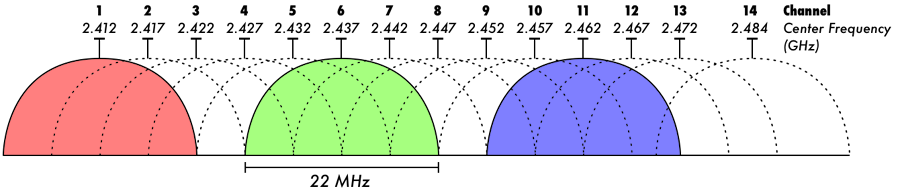 1 2 3 4 5 6 7 8 9 10 11 12 13 14 Channel
2.412 2.417 2.422 2.427 2.432 2.437 2.442 2.447 2.452 2.457 2.462 2.467 2.472 2.484 Center Frequency
(GHz)
22 MHz